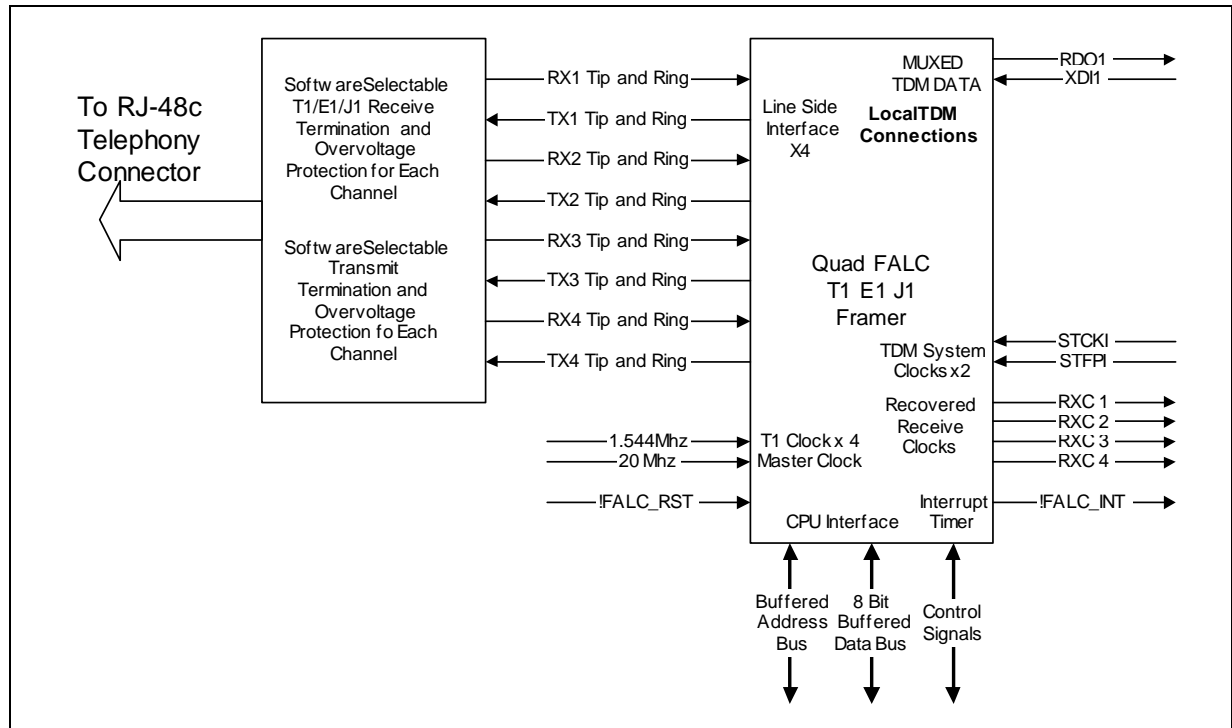 To RJ-48c
Telephony
Connector
SoftwareSelectable
T1/E1/J1 Receive
Termination and
Overvoltage
Protection for Each
Channel
SoftwareSelectable
Transmit
Termination and
Overvoltage
Protection fo Each
Channel
RX1 Tip and Ring
TX1 Tip and Ring
RX2 Tip and Ring
TX2 Tip and Ring
RX3 Tip and Ring
TX3 Tip and Ring
RX4 Tip and Ring
TX4 Tip and Ring
1.544Mhz
20 Mhz
!FALC_RST
MUXED
TDM DATA
LocalTDM
Connections
Line Side
Interface
X4
Quad FALC
T1 E1 J1
Framer
TDM System
Clocks x2
Recovered
Receive
Clocks
T1 Clock x 4
Master Clock
Interrupt
Timer
CPU Interface
RDO1
XDI1
STCKI
STFPI
RXC 1
RXC 2
RXC 3
RXC 4
!FALC_INT
Buffered
Address
Bus
8 Bit
Buffered
Data Bus
Control
Signals